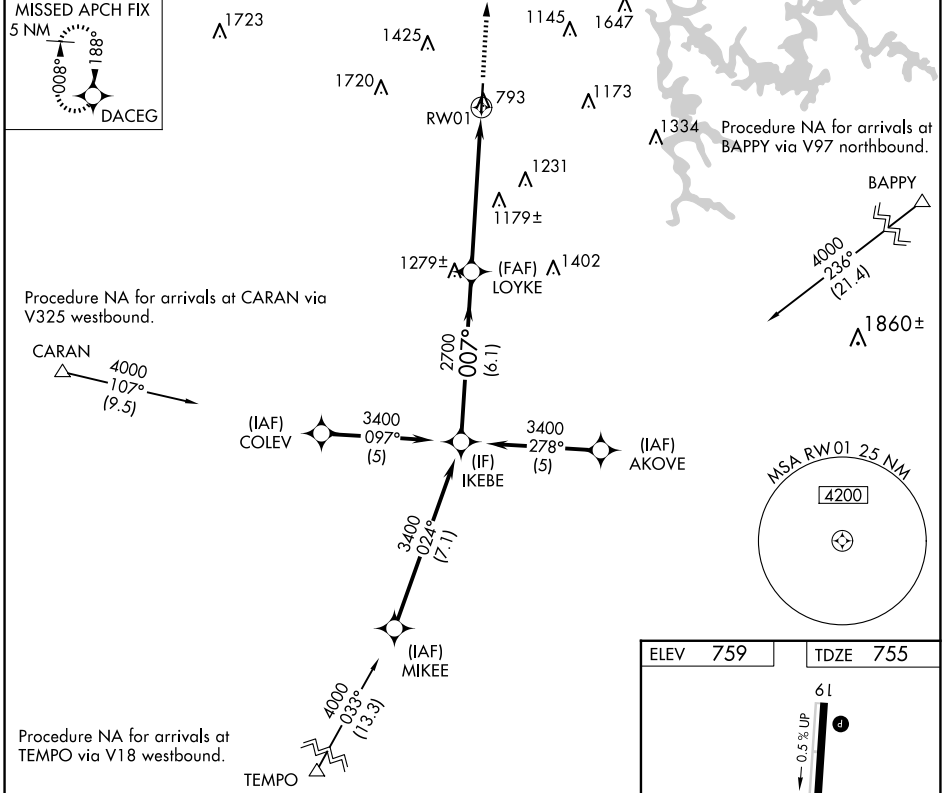 MISSED APCH FIX
5 NM
008°
188°
DACEG
1723
1425
1145
1647
1720
793
1173
RW01
1334
Procedure NA for arrivals at
BAPPY via V97 northbound.
1231
1179±
BAPPY
4000
236°
(21.4)
1279±
(FAF)
LOYKE
1402
1860±
Procedure NA for arrivals at CARAN via
V325 westbound.
CARAN
4000
107°
(9.5)
2700
007°
(6.1)
(IAF)
COLEV
3400
097°
(5)
(IF)
IKEBE
3400
278°
(5)
(IAF)
AKOVE
MSA RW01 25 NM
4200
3400
024°
(7.1)
(IAF)
MIKEE
4000
033°
(13.3)
Procedure NA for arrivals at
TEMPO via V18 westbound.
TEMPO
ELEV 759
TDZE 755
19
P
0.5% UP